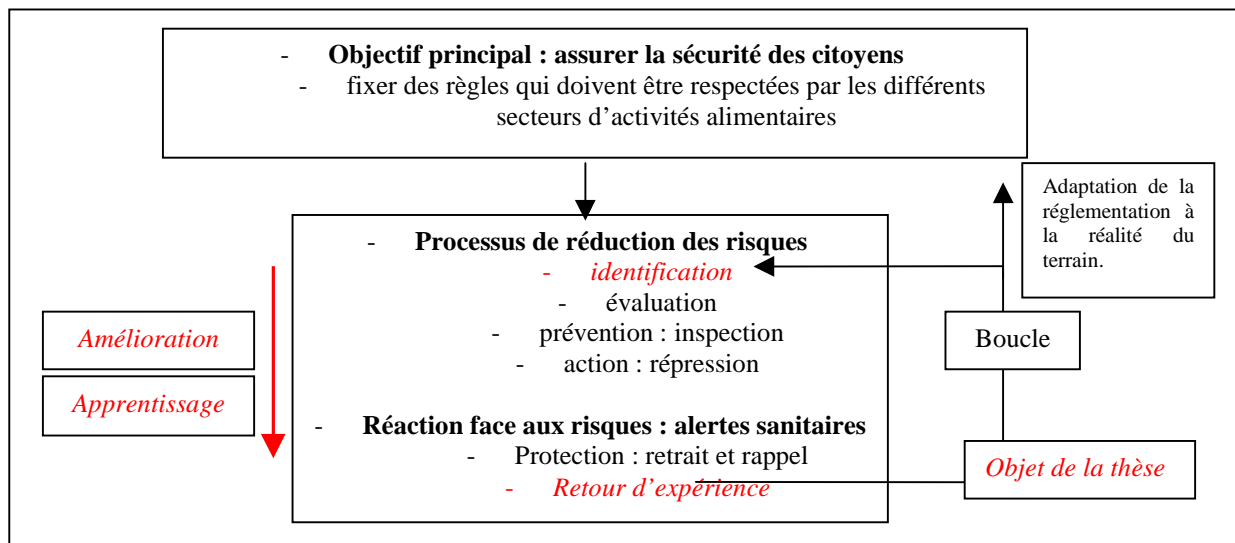 - Objectif principal : assurer la sécurité des citoyens
- fixer des règles qui doivent être respectées par les différents
secteurs d’activités alimentaires
Adaptation de la
réglementation à
la réalité du
terrain.
- Processus de réduction des risques
- identification
- évaluation
- prévention : inspection
- action : répression
Amélioration
Apprentissage
Boucle
- Réaction face aux risques : alertes sanitaires
- Protection : retrait et rappel
- Retour d’expérience
Objet de la thèse